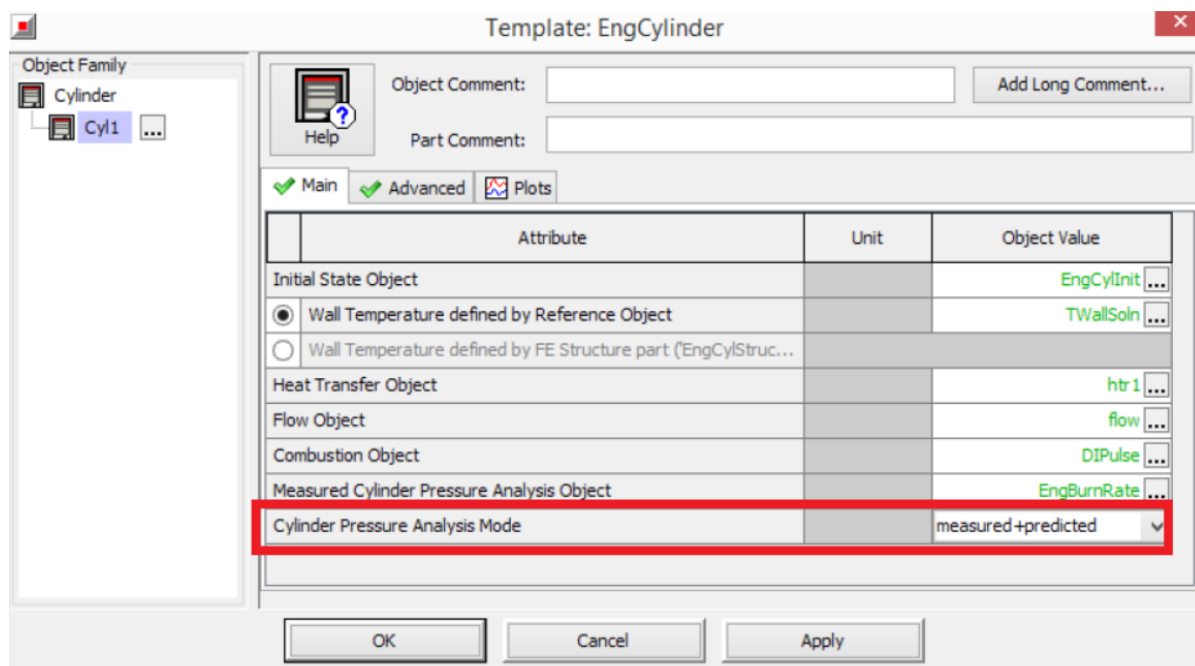 Template: EngCylinder
Object Family
Cylinder
Cyl1 ...
Help
Object Comment:
Add Long Comment...
Part Comment:
Main Advanced Plots
Attribute Unit Object Value
Initial State Object EngCylInit ...
Wall Temperature defined by Reference Object TWallSoln ...
Wall Temperature defined by FE Structure part ('EngCylStruc...
Heat Transfer Object htr1 ...
Flow Object flow ...
Combustion Object DIPulse ...
Measured Cylinder Pressure Analysis Object EngBurnRate ...
Cylinder Pressure Analysis Mode measured+predicted
OK Cancel Apply